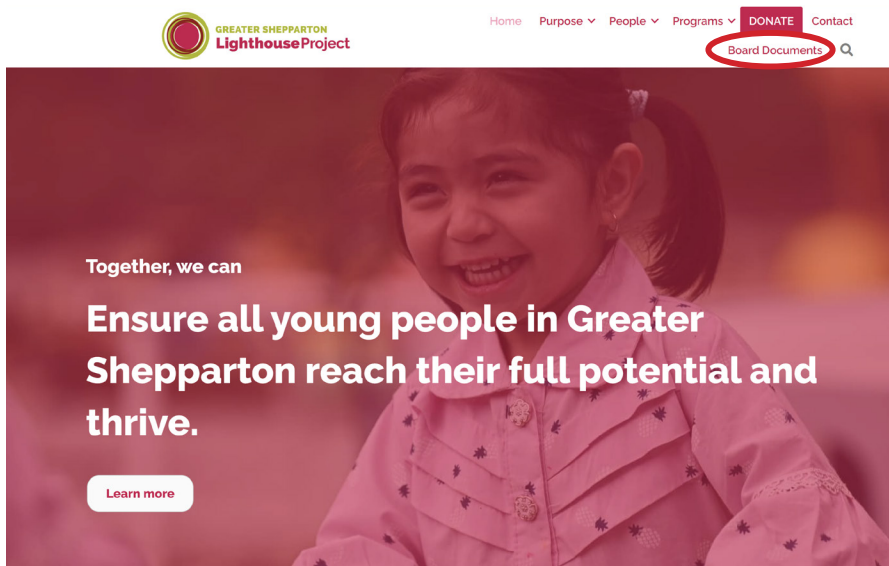 GREATER SHEPPARTON
LighthouseProject
Home Purpose People Programs DONATE Contact
Board Documents
Together, we can
Ensure all young people in Greater
Shepparton reach their full potential and
thrive.
Learn more